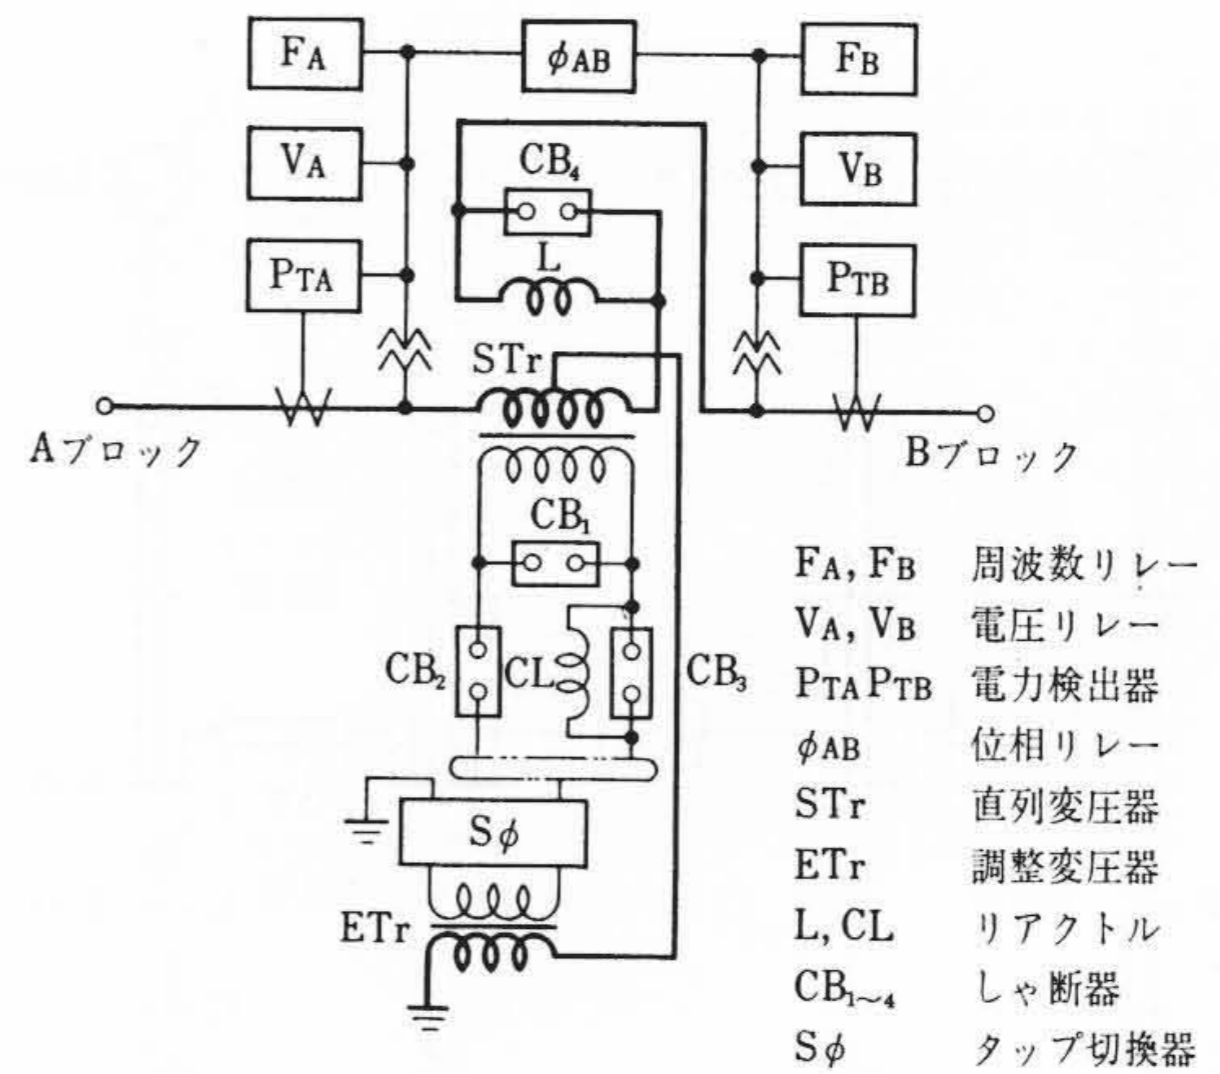 FA
φAB
FB
VA
CB₄
VB
L
PTA
PTB
STr
Aブロック
Bブロック
CB₁
CB₂
CL
CB₃
Sφ
ETr
FA, FB 周波数リレー
VA, VB 電圧リレー
PTA PTB 電力検出器
φAB 位相リレー
STr 直列変圧器
ETr 調整変圧器
L, CL リアクトル
CB₁~₄ しゃ断器
Sφ タップ切換器